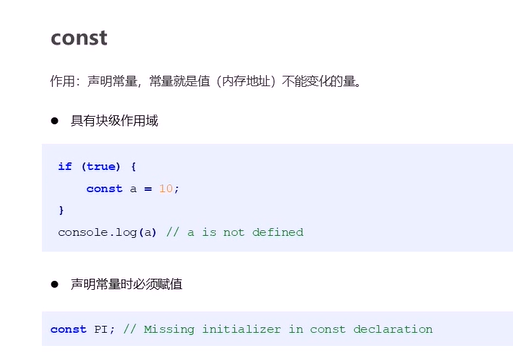 const
作用：声明常量，常量就是值（内存地址）不能变化的量。
● 具有块级作用域
if (true) {
    const a = 10;
}
console.log(a) // a is not defined
● 声明常量时必须赋值
const PI; // Missing initializer in const declaration